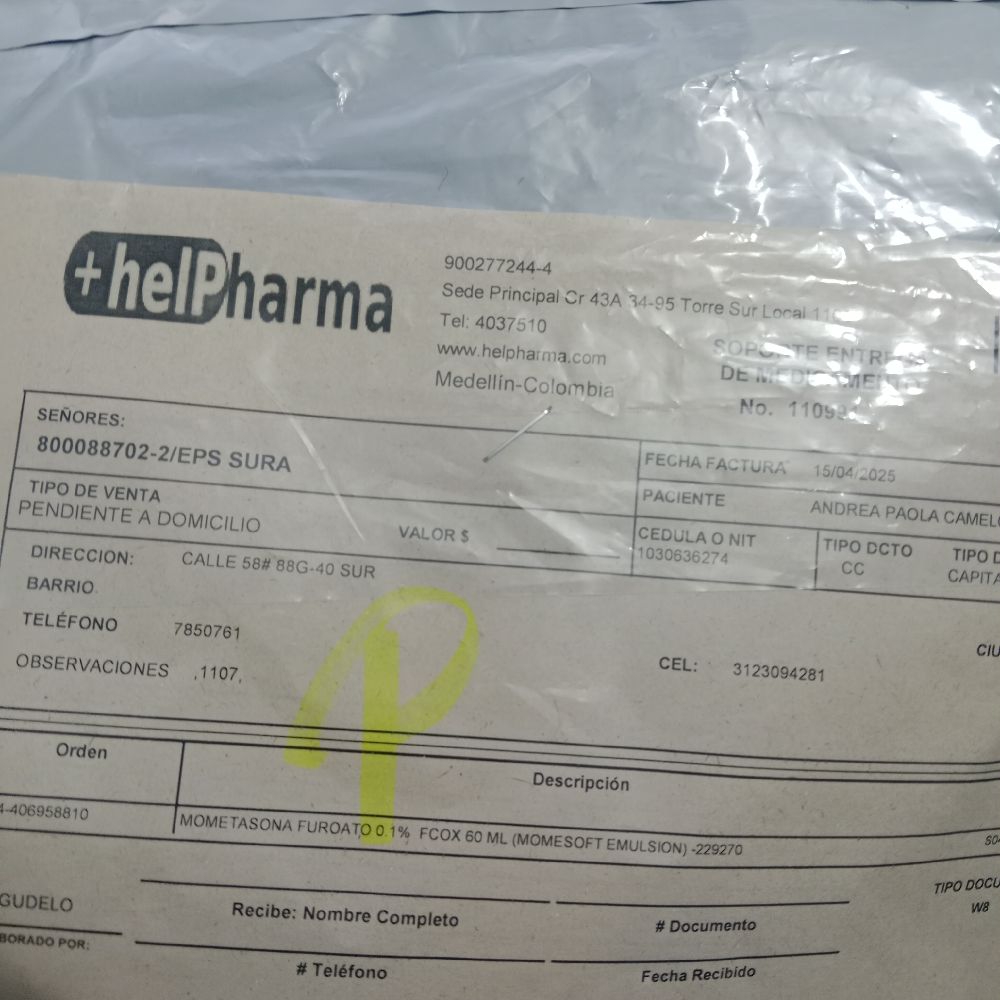 +helPharma
900277244-4
Sede Principal Cr 43A 34-95 Torre Sur Local
Tel: 4037510
www.helpharma.com
Medellín-Colombia
SOPORTE
DE
No.
SEÑORES:
800088702-2/EPS SURA
TIPO DE VENTA
PENDIENTE A DOMICILIO
VALOR $
FECHA FACTURA 15/04/2025
PACIENTE ANDREA PAOLA
CEDULA O NIT
1030636274
TIPO DCTO
CC
TIPO
DIRECCION: CALLE 58# 88G-40 SUR
BARRIO
TELÉFONO 7850761
OBSERVACIONES ,1107,
CEL: 3123094281
P
Orden
Descripción
406958810
MOMETASONA FUROATO 0.1% FCOX 60 ML (MOMESOFT EMULSION) -229270
TIPO
W8
Recibe: Nombre Completo
# Documento
POR:
# Teléfono
Fecha Recibido